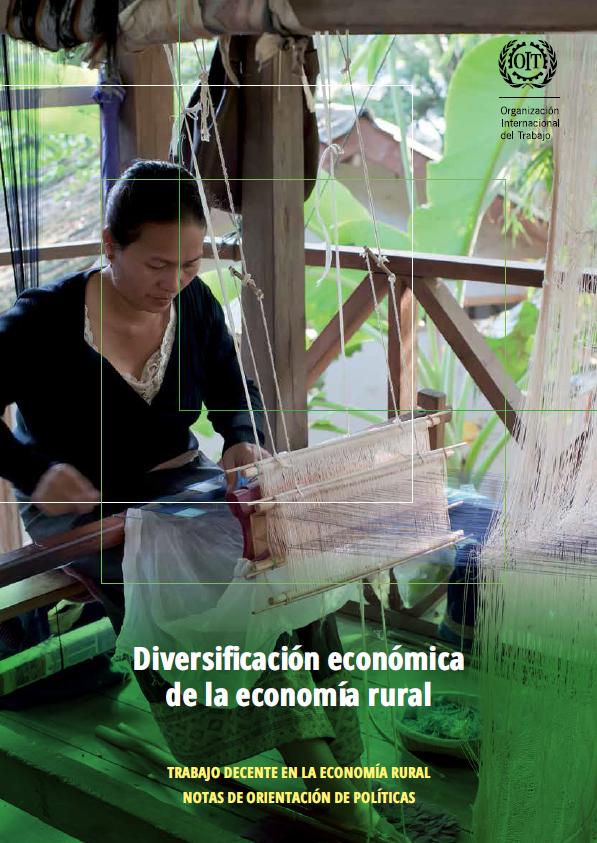 OIT
Organización
Internacional
del Trabajo
Diversificación económica
de la economía rural
TRABAJO DECENTE EN LA ECONOMÍA RURAL
NOTAS DE ORIENTACIÓN DE POLÍTICAS